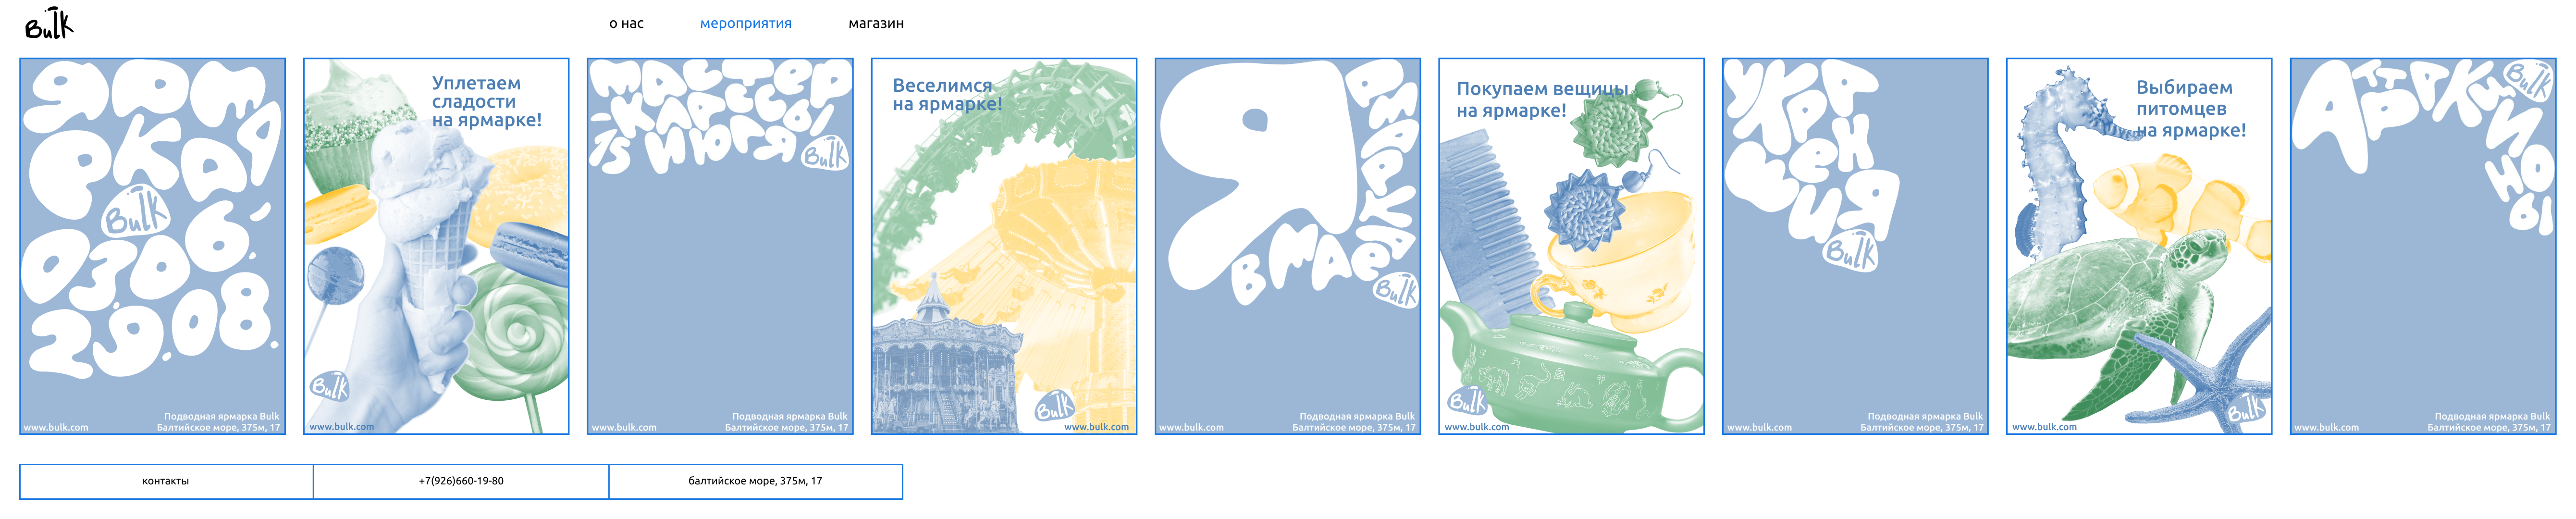 Bulk
о нас
мероприятия
магазин
ЯРМ
АРКА
Я
Bulk
03.06-
29.08.
Подводная ярмарка Bulk
www.bulk.com
Балтийское море, 375м, 17
Уплетаем
сладости
на ярмарке!
Bulk
www.bulk.com
МАСТЕР
-КЛАССЫ
15 ИЮЛЯ
Bulk
Подводная ярмарка Bulk
www.bulk.com
Балтийское море, 375м, 17
Веселимся
на ярмарке!
Bulk
www.bulk.com
Я
РМАРКА
В МАЕ
Bulk
Подводная ярмарка Bulk
www.bulk.com
Балтийское море, 375м, 17
Покупаем вещицы
на ярмарке!
Bulk
www.bulk.com
Bulk
Подводная ярмарка Bulk
www.bulk.com
Балтийское море, 375м, 17
Выбираем
питомцев
на ярмарке!
Bulk
www.bulk.com
Bulk
Подводная ярмарка Bulk
www.bulk.com
Балтийское море, 375м, 17
контакты
+7(926)660-19-80
балтийское море, 375м, 17